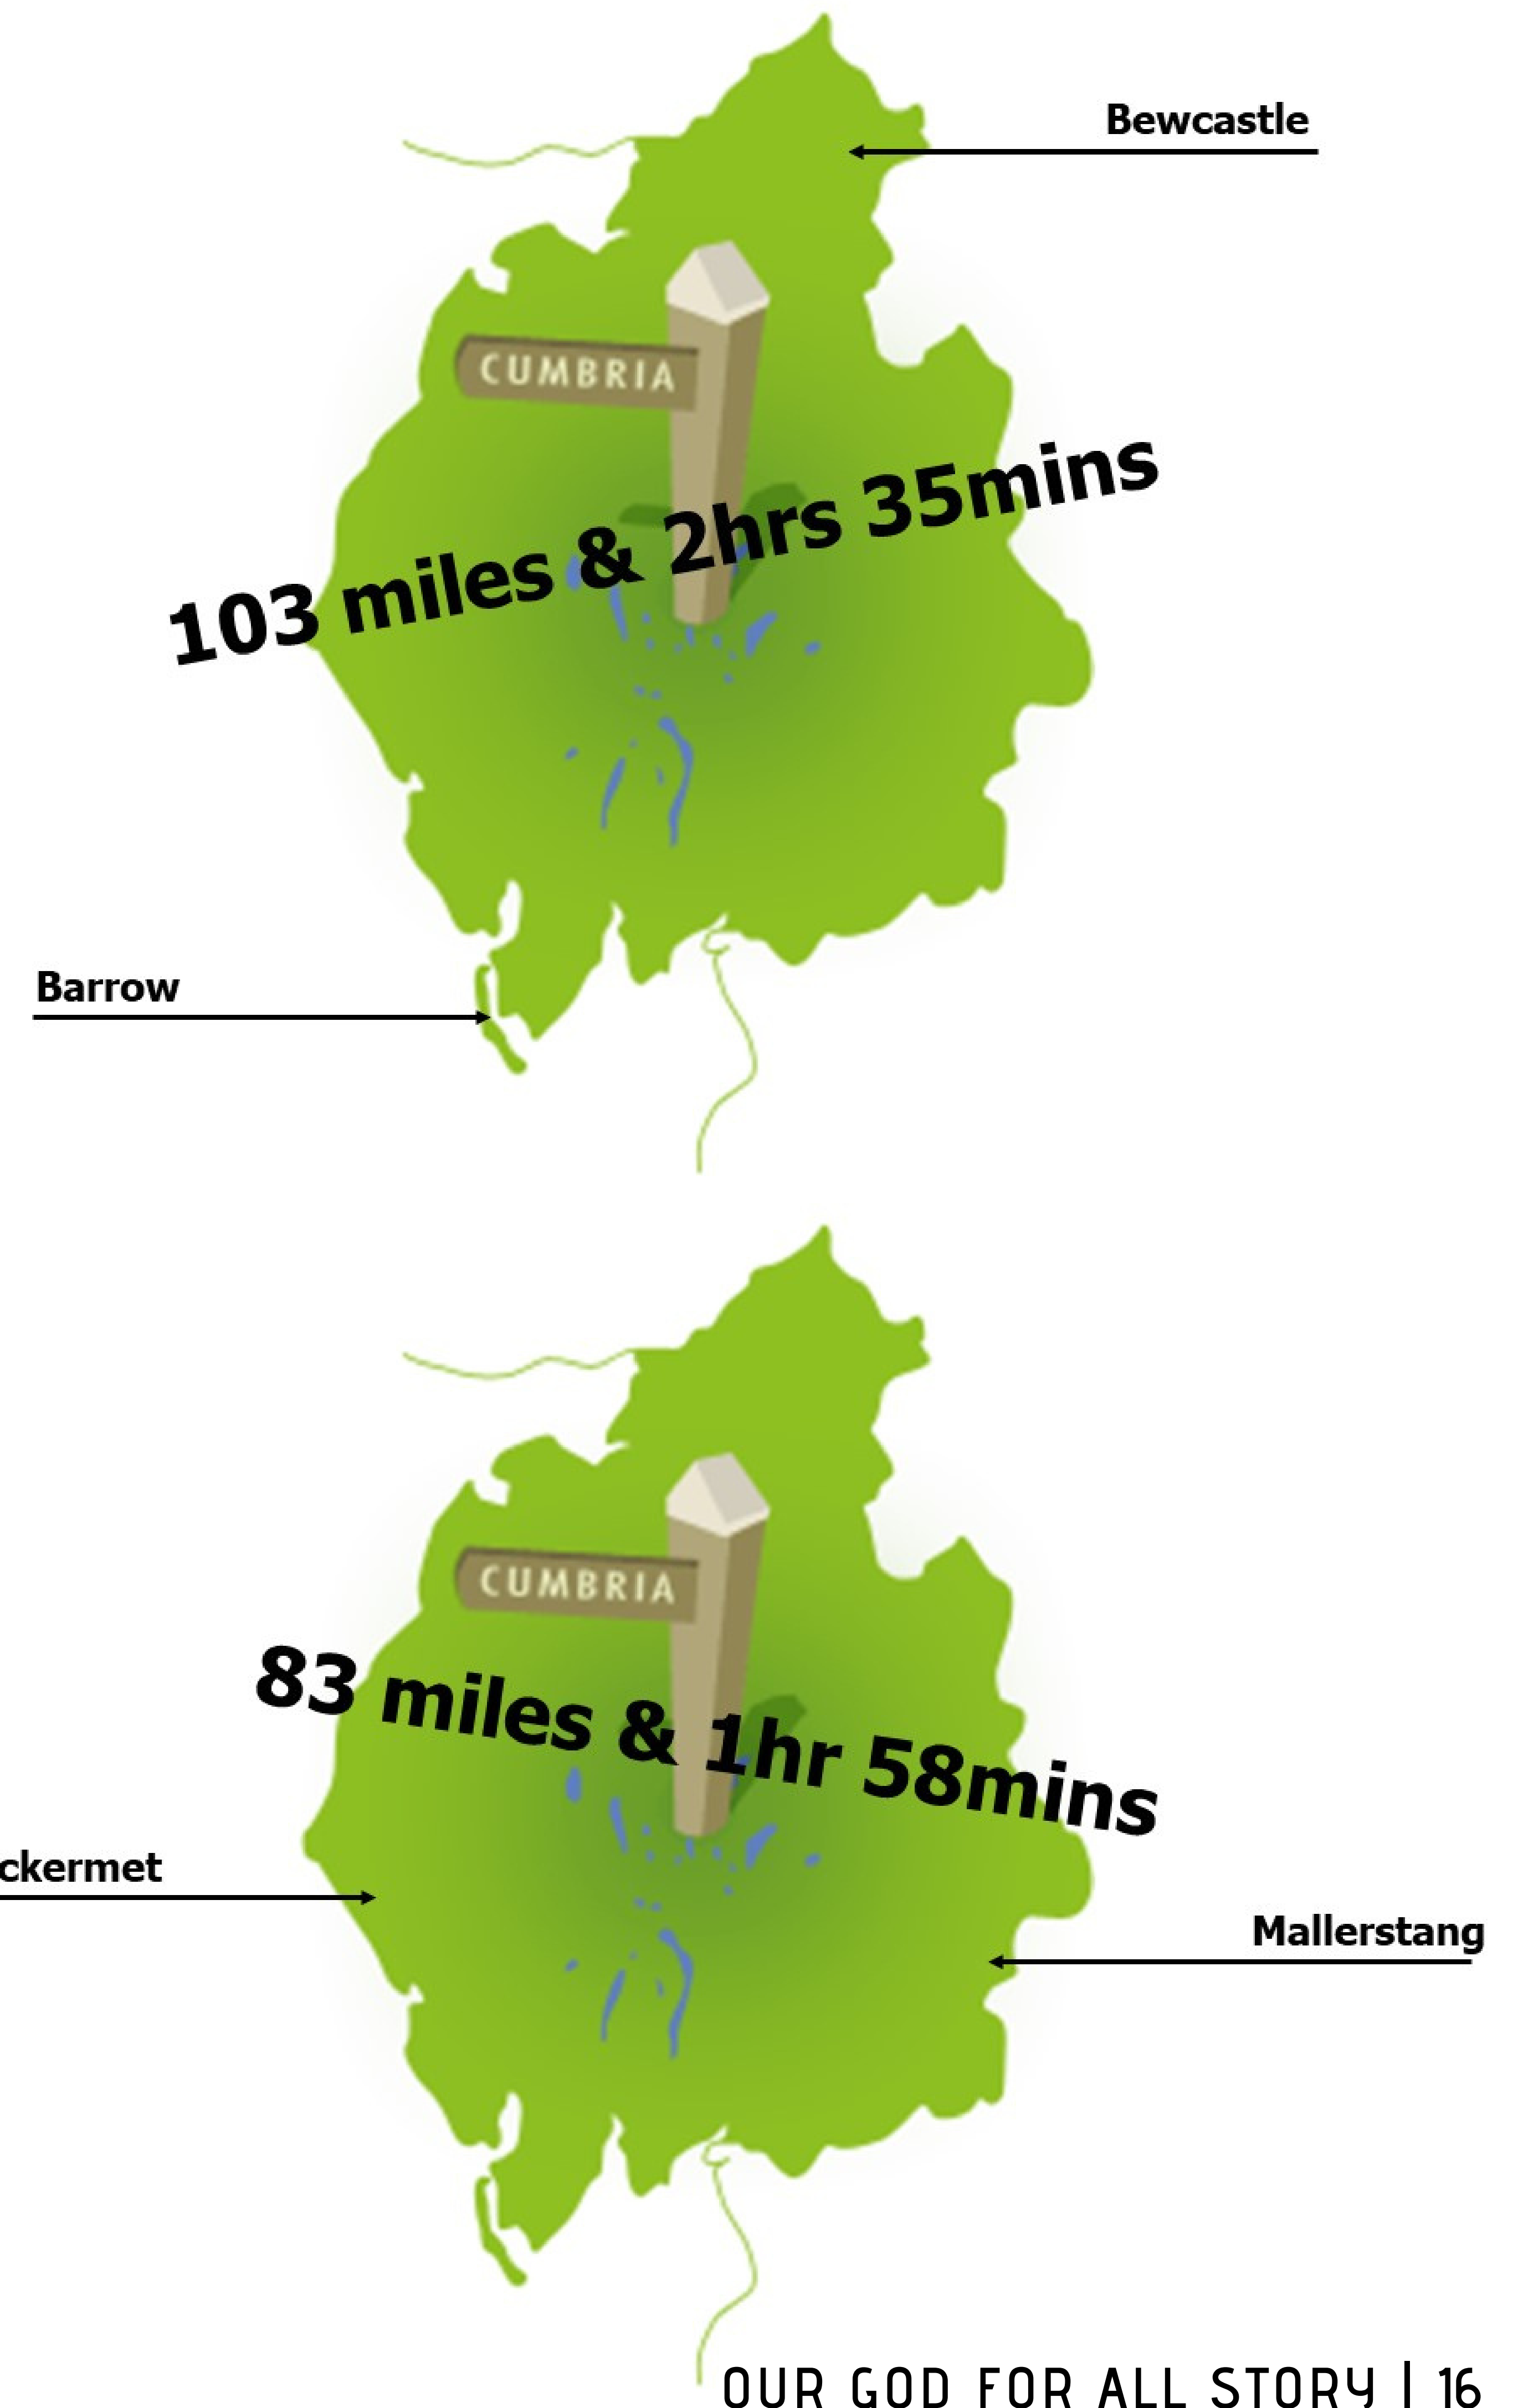 Bewcastle
CUMBRIA
103 miles & 2hrs 35mins
Barrow
CUMBRIA
83 miles & 1hr 58mins
ckermet
Mallerstang
OUR GOD FOR ALL STORY | 16